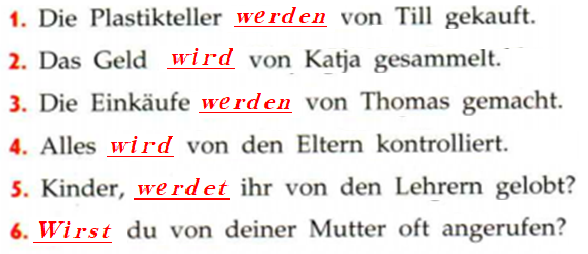 1. Die Plastikteller werden von Till gekauft.
2. Das Geld wird von Katja gesammelt.
3. Die Einkäufe werden von Thomas gemacht.
4. Alles wird von den Eltern kontrolliert.
5. Kinder, werdet ihr von den Lehrern gelobt?
6. Wirst du von deiner Mutter oft angerufen?